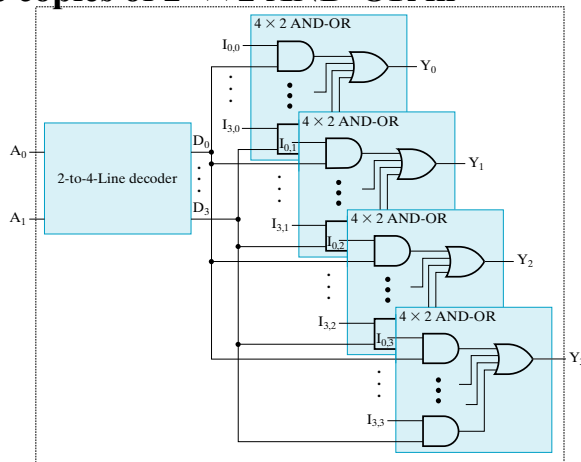 4 × 2 AND-OR
I0,0
Y0
I3,0
4 × 2 AND-OR
I0,1
Y1
A0
D0
2-to-4-Line decoder
A1
D3
I3,1
4 × 2 AND-OR
I0,2
Y2
I3,2
4 × 2 AND-OR
I0,3
I3,3